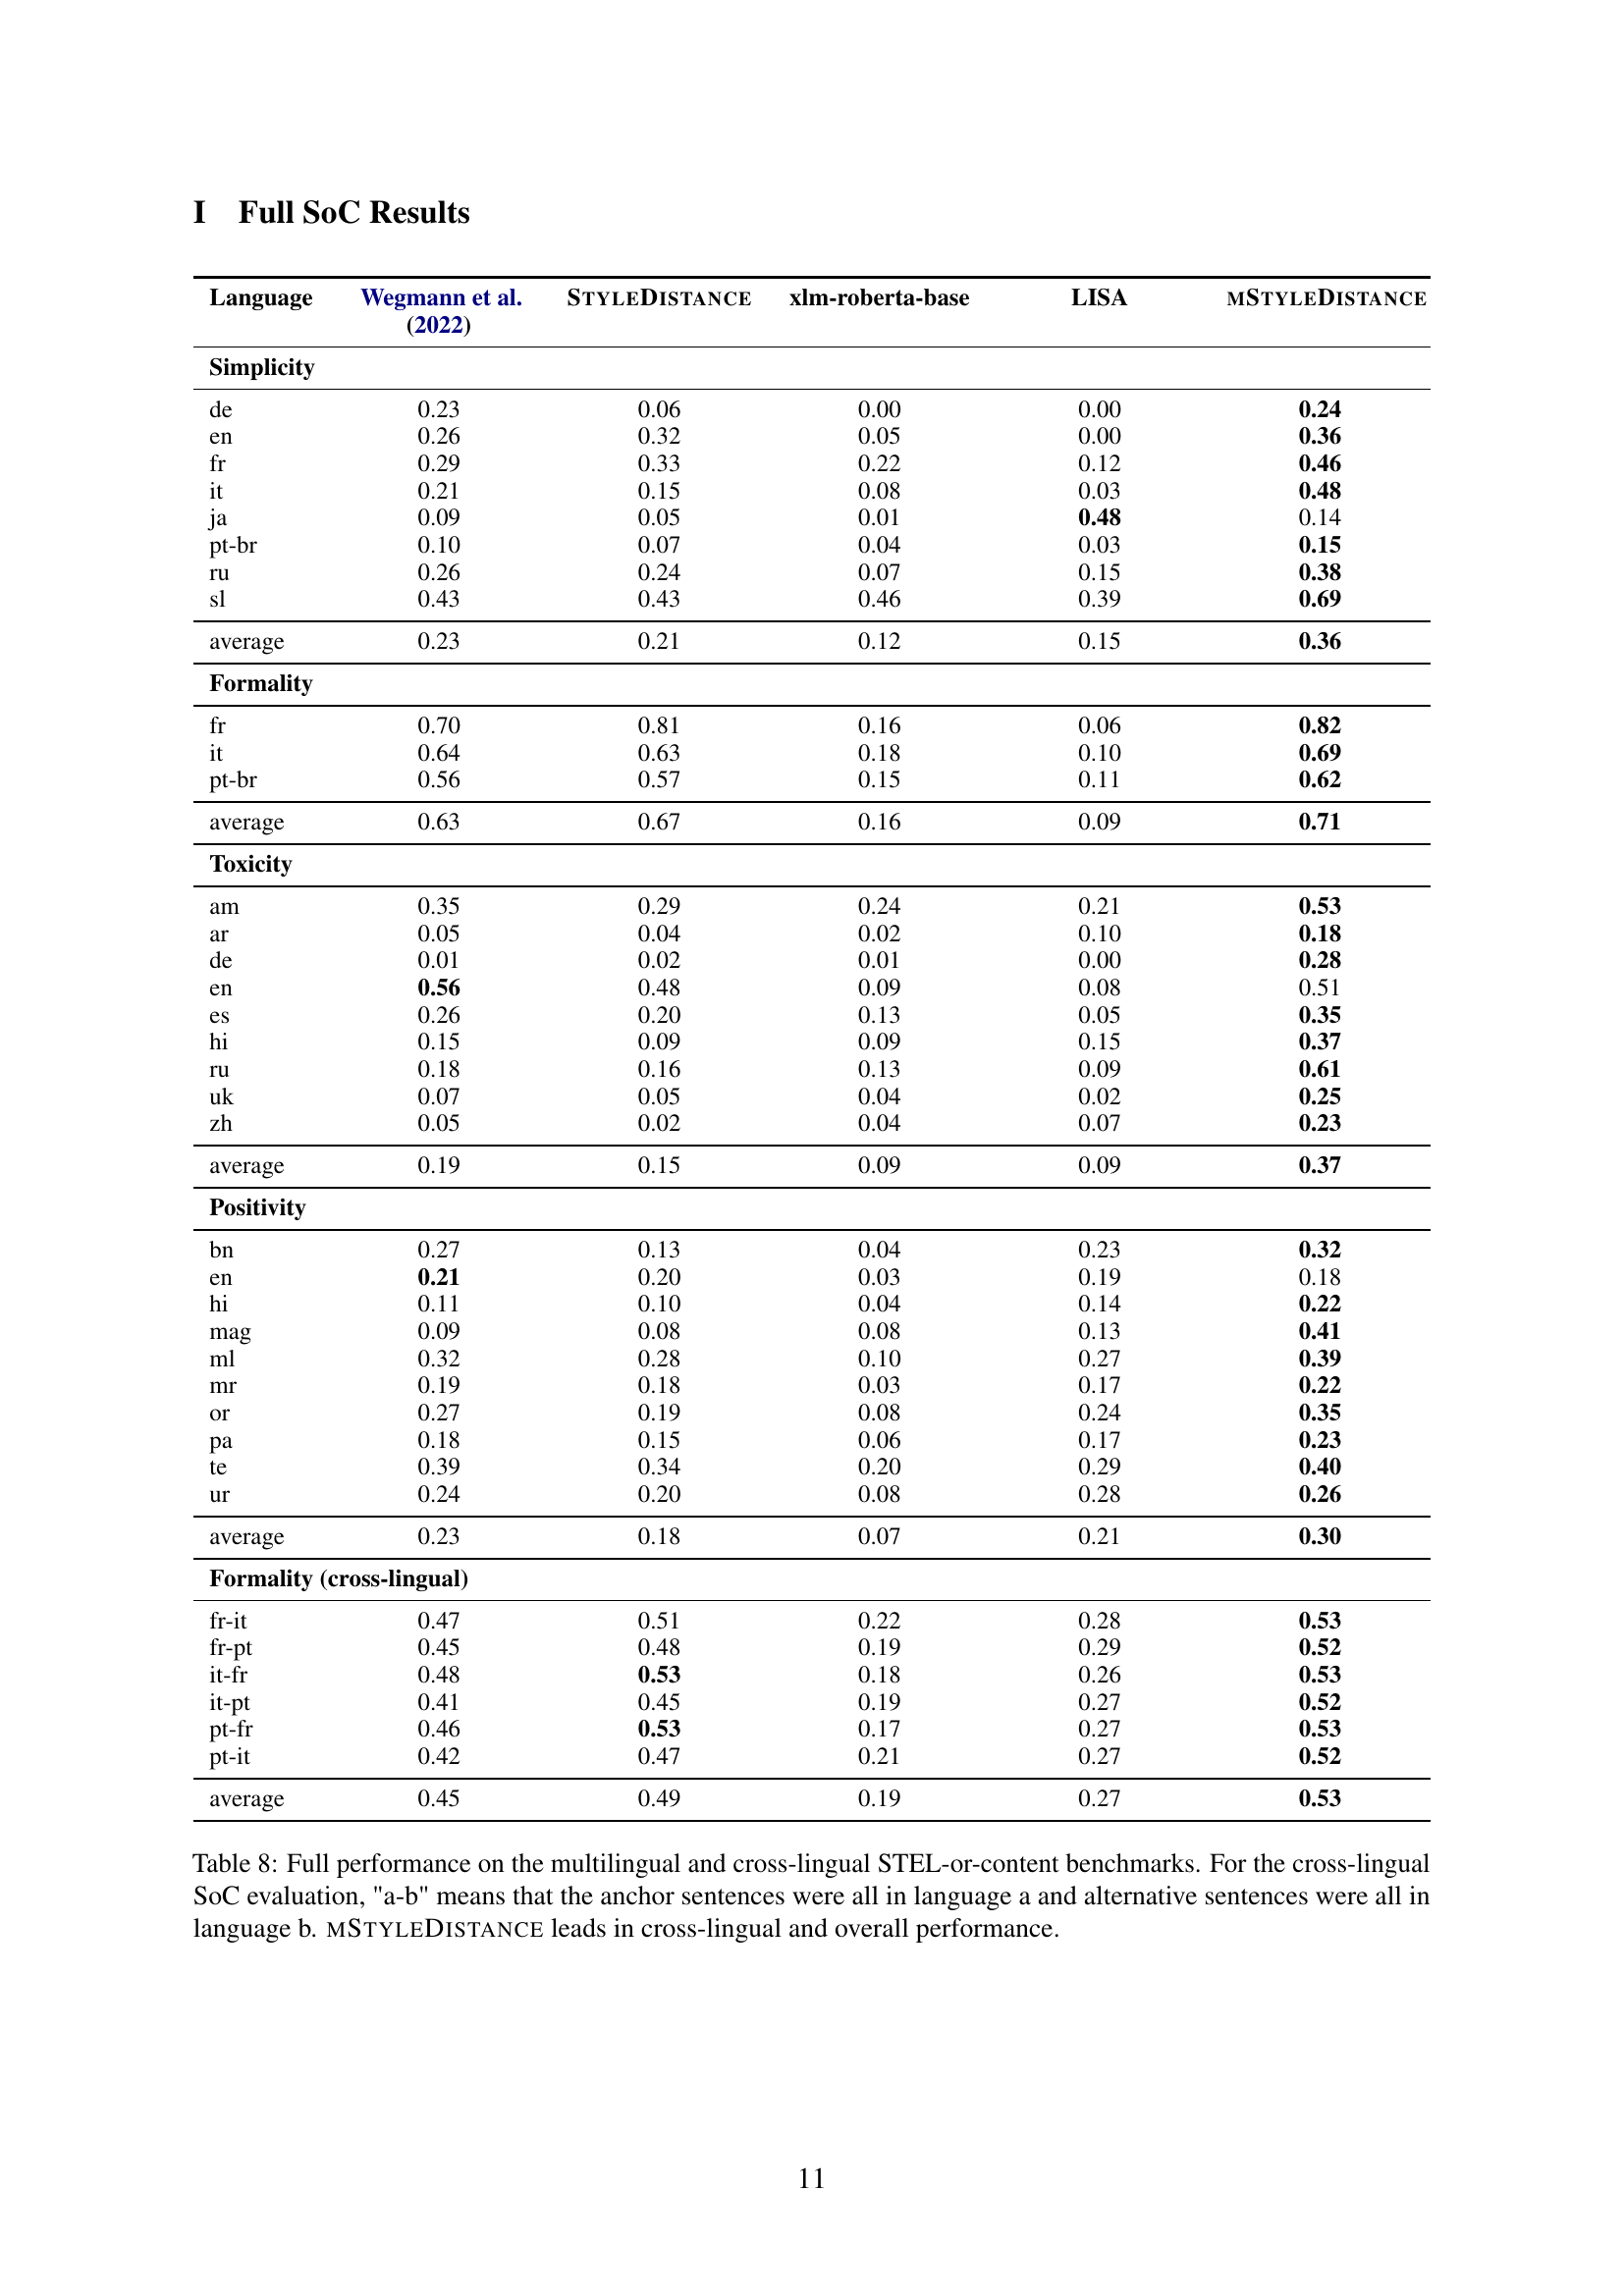 I Full SoC Results
Language Wegmann et al. STYLEDISTANCE xlm-roberta-base LISA MSTYLEDISTANCE
(2022)
Simplicity
de 0.23 0.06 0.00 0.00 0.24
en 0.26 0.32 0.05 0.00 0.36
fr 0.29 0.33 0.22 0.12 0.46
it 0.21 0.15 0.08 0.03 0.48
ja 0.09 0.05 0.01 0.48 0.14
pt-br 0.10 0.07 0.04 0.03 0.15
ru 0.26 0.24 0.07 0.15 0.38
sl 0.43 0.43 0.46 0.39 0.69
average 0.23 0.21 0.12 0.15 0.36
Formality
fr 0.70 0.81 0.16 0.06 0.82
it 0.64 0.63 0.18 0.10 0.69
pt-br 0.56 0.57 0.15 0.11 0.62
average 0.63 0.67 0.16 0.09 0.71
Toxicity
am 0.35 0.29 0.24 0.21 0.53
ar 0.05 0.04 0.02 0.10 0.18
de 0.01 0.02 0.01 0.00 0.28
en 0.56 0.48 0.09 0.08 0.51
es 0.26 0.20 0.13 0.05 0.35
hi 0.15 0.09 0.09 0.15 0.37
ru 0.18 0.16 0.13 0.09 0.61
uk 0.07 0.05 0.04 0.02 0.25
zh 0.05 0.02 0.04 0.07 0.23
average 0.19 0.15 0.09 0.09 0.37
Positivity
bn 0.27 0.13 0.04 0.23 0.32
en 0.21 0.20 0.03 0.19 0.18
hi 0.11 0.10 0.04 0.14 0.22
mag 0.09 0.08 0.08 0.13 0.41
ml 0.32 0.28 0.10 0.27 0.39
mr 0.19 0.18 0.03 0.17 0.22
or 0.27 0.19 0.08 0.24 0.35
pa 0.18 0.15 0.06 0.17 0.23
te 0.39 0.34 0.20 0.29 0.40
ur 0.24 0.20 0.08 0.28 0.26
average 0.23 0.18 0.07 0.21 0.30
Formality (cross-lingual)
fr-it 0.47 0.51 0.22 0.28 0.53
fr-pt 0.45 0.48 0.19 0.29 0.52
it-fr 0.48 0.53 0.18 0.26 0.53
it-pt 0.41 0.45 0.19 0.27 0.52
pt-fr 0.46 0.53 0.17 0.27 0.53
pt-it 0.42 0.47 0.21 0.27 0.52
average 0.45 0.49 0.19 0.27 0.53
Table 8: Full performance on the multilingual and cross-lingual STEL-or-content benchmarks. For the cross-lingual
SoC evaluation, "a-b" means that the anchor sentences were all in language a and alternative sentences were all in
language b. MSTYLEDISTANCE leads in cross-lingual and overall performance.
11